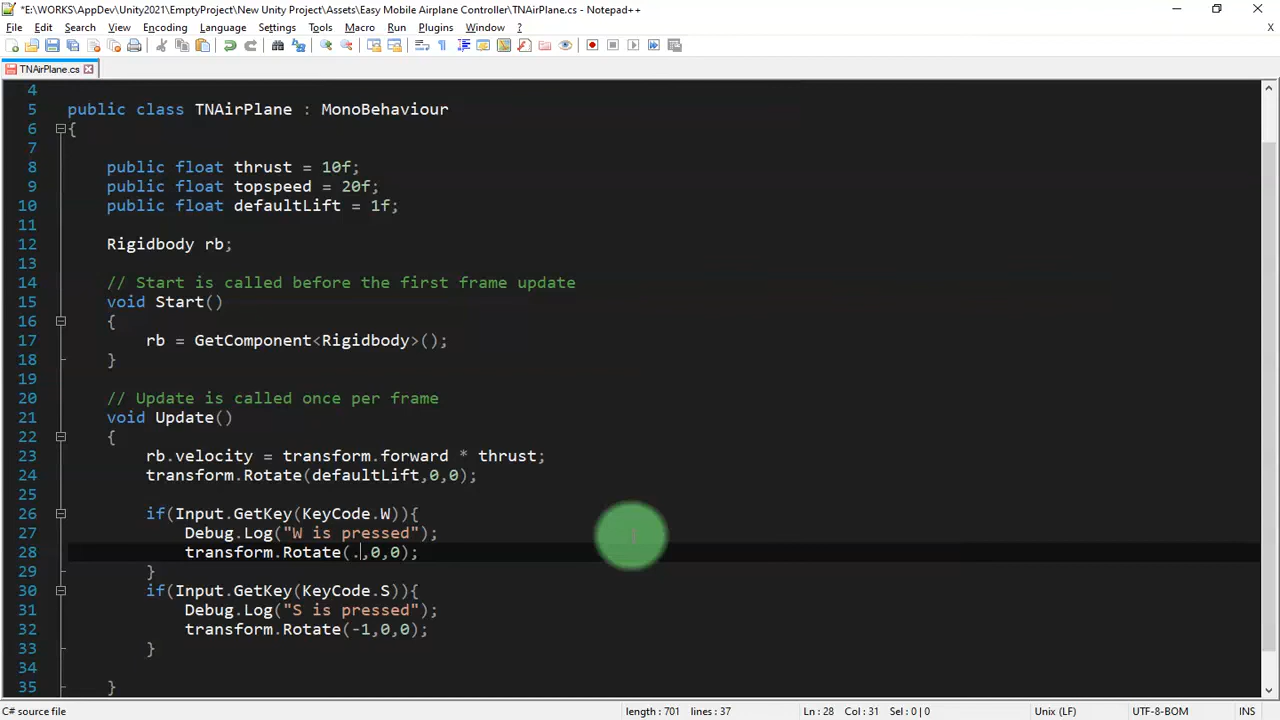 *E:\WORKS\AppDev\Unity2021\EmptyProject\New Unity Project\Assets\Easy Mobile Airplane Controller\TNAirPlane.cs - Notepad++
File Edit Search View Encoding Language Settings Tools Macro Run Plugins Window ? X
TNAirPlane.cs
4
5 public class TNAirPlane : MonoBehaviour
6 {
7
8 public float thrust = 10f;
9 public float topspeed = 20f;
10 public float defaultLift = 1f;
11
12 Rigidbody rb;
13
14 // Start is called before the first frame update
15 void Start()
16 {
17 rb = GetComponent<Rigidbody>();
18 }
19
20 // Update is called once per frame
21 void Update()
22 {
23 rb.velocity = transform.forward * thrust;
24 transform.Rotate(defaultLift,0,0);
25
26 if(Input.GetKey(KeyCode.W)){
27 Debug.Log("W is pressed");
28 transform.Rotate(.,0,0);
29 }
30 if(Input.GetKey(KeyCode.S)){
31 Debug.Log("S is pressed");
32 transform.Rotate(-1,0,0);
33 }
34
35 }
C# source file length : 701 lines : 37 Ln : 28 Col : 31 Sel : 0 | 0 Unix (LF) UTF-8-BOM INS